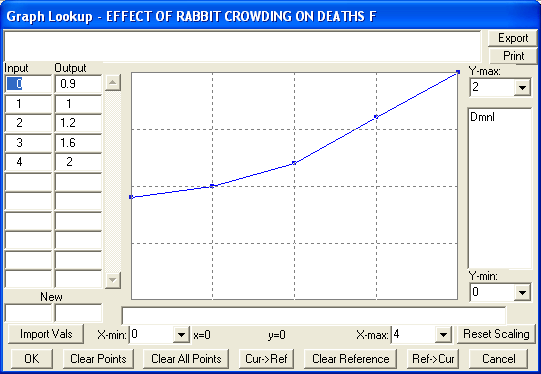 Graph Lookup - EFFECT OF RABBIT CROWDING ON DEATHS F
Export
Print
Input Output
Y-max:
0 0.9
2
1 1
Dmnl
2 1.2
3 1.6
4 2
Y-min:
0
New
Import Vals X-min: 0 x=0 y=0 X-max: 4 Reset Scaling
OK Clear Points Clear All Points Cur->Ref Clear Reference Ref->Cur Cancel